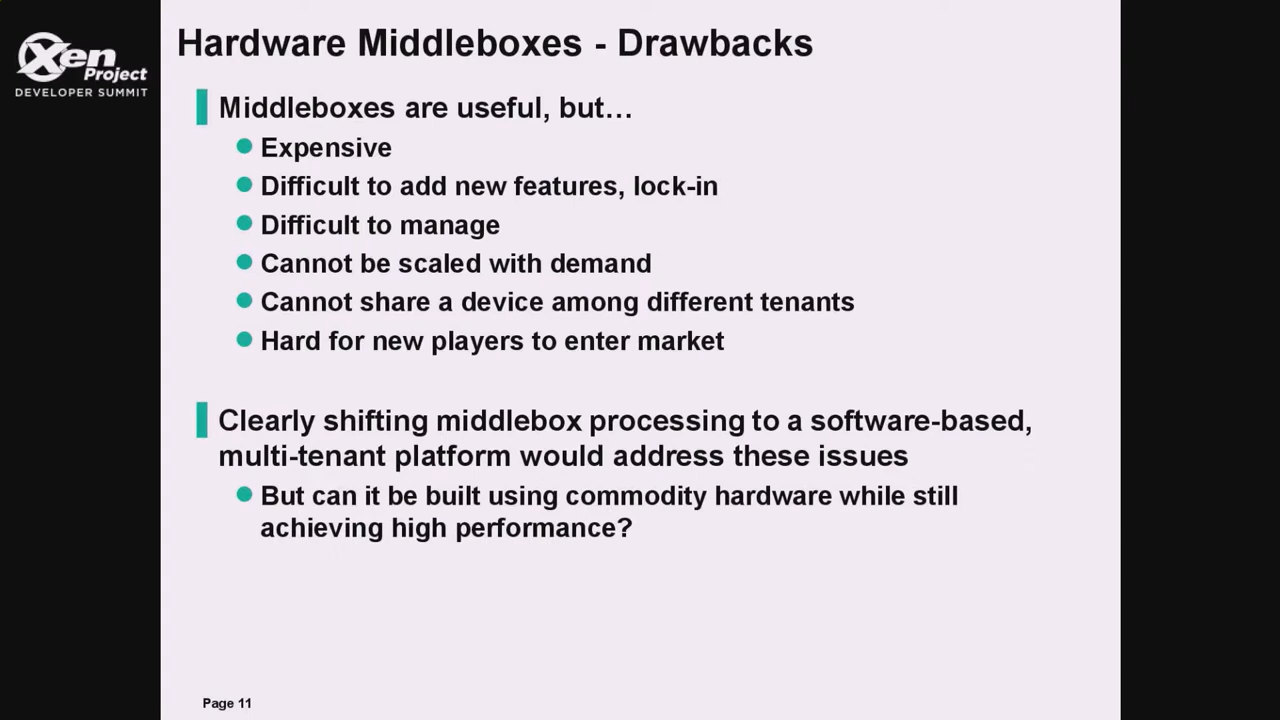 Xen
Project
DEVELOPER SUMMIT
Hardware Middleboxes - Drawbacks
Middleboxes are useful, but…
Expensive
Difficult to add new features, lock-in
Difficult to manage
Cannot be scaled with demand
Cannot share a device among different tenants
Hard for new players to enter market
Clearly shifting middlebox processing to a software-based,
multi-tenant platform would address these issues
But can it be built using commodity hardware while still
achieving high performance?
Page 11